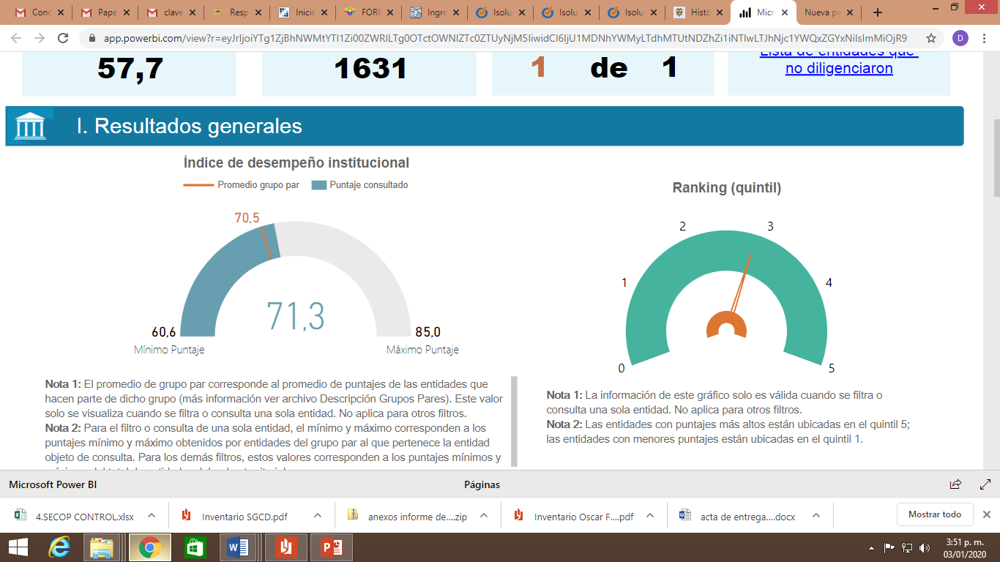 Conc
Pape
clave
Resp
Inicio
FORE
Ingre
Isolu
Isolu
Isolu
Histó
Micr
Nueva pe
app.powerbi.com/view?r=
D
57,7
1631
1 de 1
Lista de entidades que
no diligenciaron
I. Resultados generales
Índice de desempeño institucional
Promedio grupo par
Puntaje consultado
70,5
71,3
60,6
85,0
Mínimo Puntaje
Máximo Puntaje
Nota 1: El promedio de grupo par corresponde al promedio de puntajes de las entidades que
hacen parte de dicho grupo (más información ver archivo Descripción Grupos Pares). Este valor
solo se visualiza cuando se filtra o consulta una sola entidad. No aplica para otros filtros.
Nota 2: Para el filtro o consulta de una sola entidad, el mínimo y máximo corresponden a los
puntajes mínimo y máximo obtenidos por entidades del grupo par al que pertenece la entidad
objeto de consulta. Para los demás filtros, estos valores corresponden a los puntajes mínimos y
Ranking (quintil)
2
3
1
4
0
5
Nota 1: La información de este gráfico solo es válida cuando se filtra o
consulta una sola entidad. No aplica para otros filtros.
Nota 2: Las entidades con puntajes más altos están ubicadas en el quintil 5;
las entidades con menores puntajes están ubicadas en el quintil 1.
Microsoft Power BI
Páginas
4.SECOP CONTROL.xlsx
Inventario SGCD.pdf
anexos informe de....zip
Inventario Oscar F....pdf
acta de entrega....docx
Mostrar todo
3:51 p. m.
03/01/2020